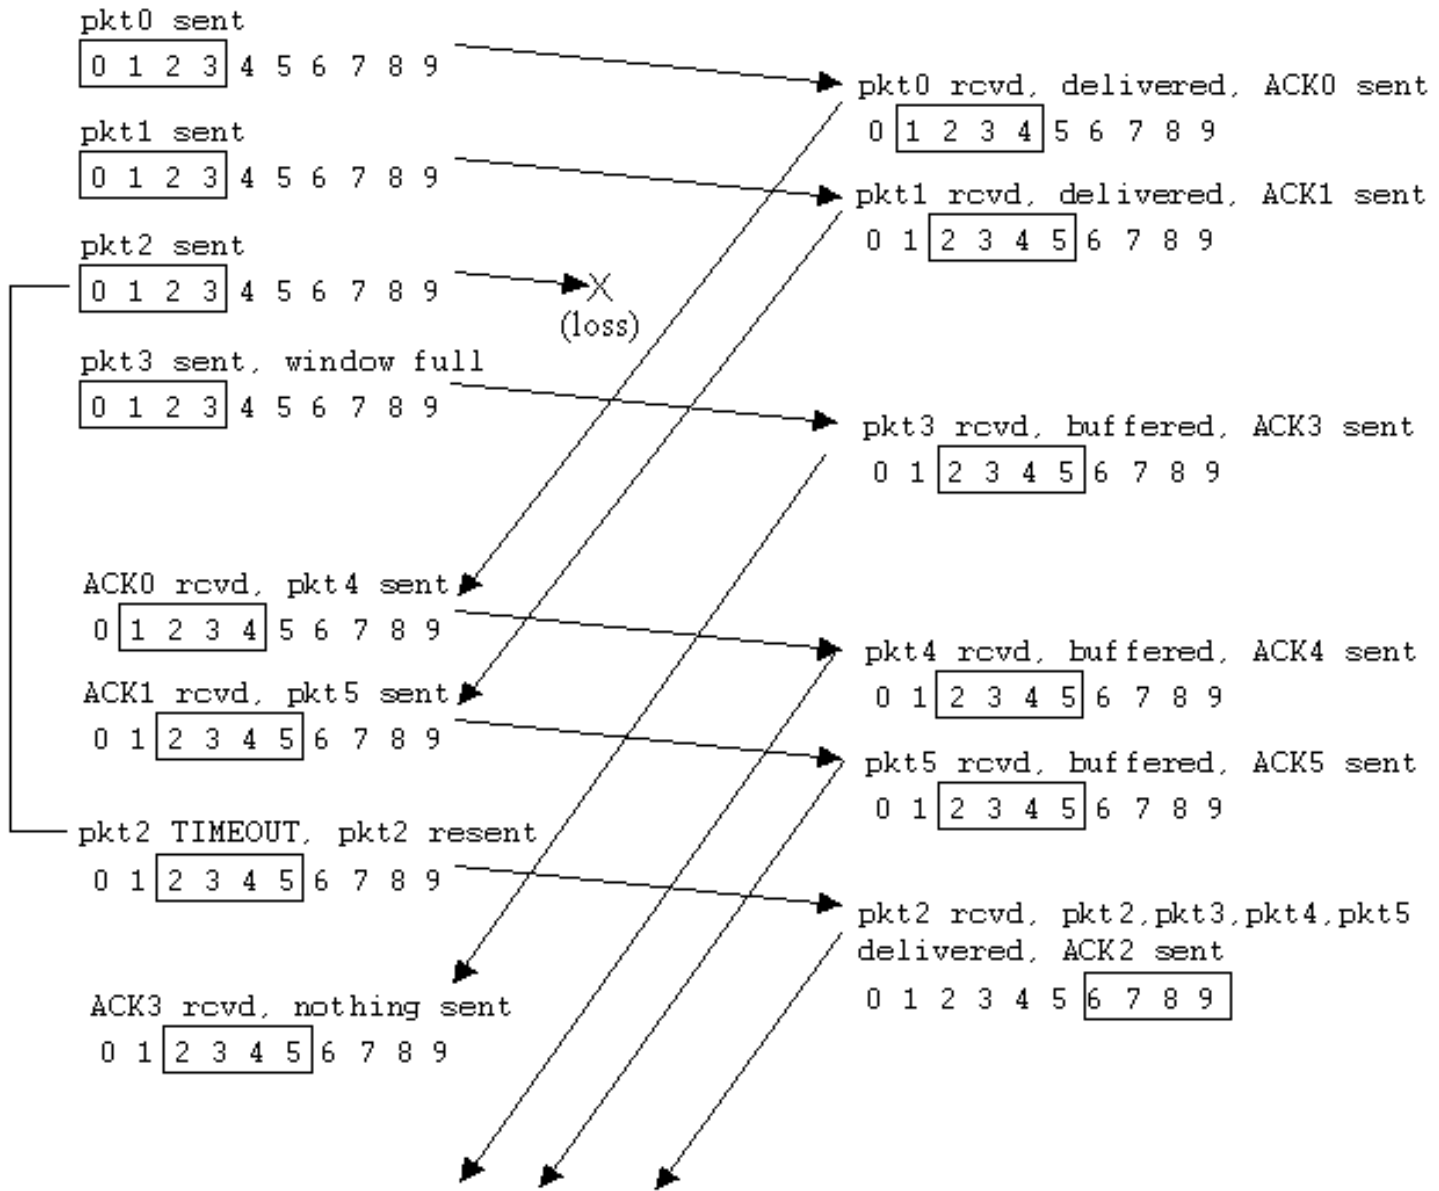 pkt0 sent
0 1 2 3 4 5 6 7 8 9
pkt0 rcvd, delivered, ACK0 sent
0 1 2 3 4 5 6 7 8 9
pkt1 sent
0 1 2 3 4 5 6 7 8 9
pkt1 rcvd, delivered, ACK1 sent
0 1 2 3 4 5 6 7 8 9
pkt2 sent
0 1 2 3 4 5 6 7 8 9
X
(loss)
pkt3 sent, window full
0 1 2 3 4 5 6 7 8 9
pkt3 rcvd, buffered, ACK3 sent
0 1 2 3 4 5 6 7 8 9
ACK0 rcvd, pkt4 sent
0 1 2 3 4 5 6 7 8 9
pkt4 rcvd, buffered, ACK4 sent
0 1 2 3 4 5 6 7 8 9
ACK1 rcvd, pkt5 sent
0 1 2 3 4 5 6 7 8 9
pkt5 rcvd, buffered, ACK5 sent
0 1 2 3 4 5 6 7 8 9
pkt2 TIMEOUT, pkt2 resent
0 1 2 3 4 5 6 7 8 9
pkt2 rcvd, pkt2,pkt3,pkt4,pkt5
delivered, ACK2 sent
0 1 2 3 4 5 6 7 8 9
ACK3 rcvd, nothing sent
0 1 2 3 4 5 6 7 8 9